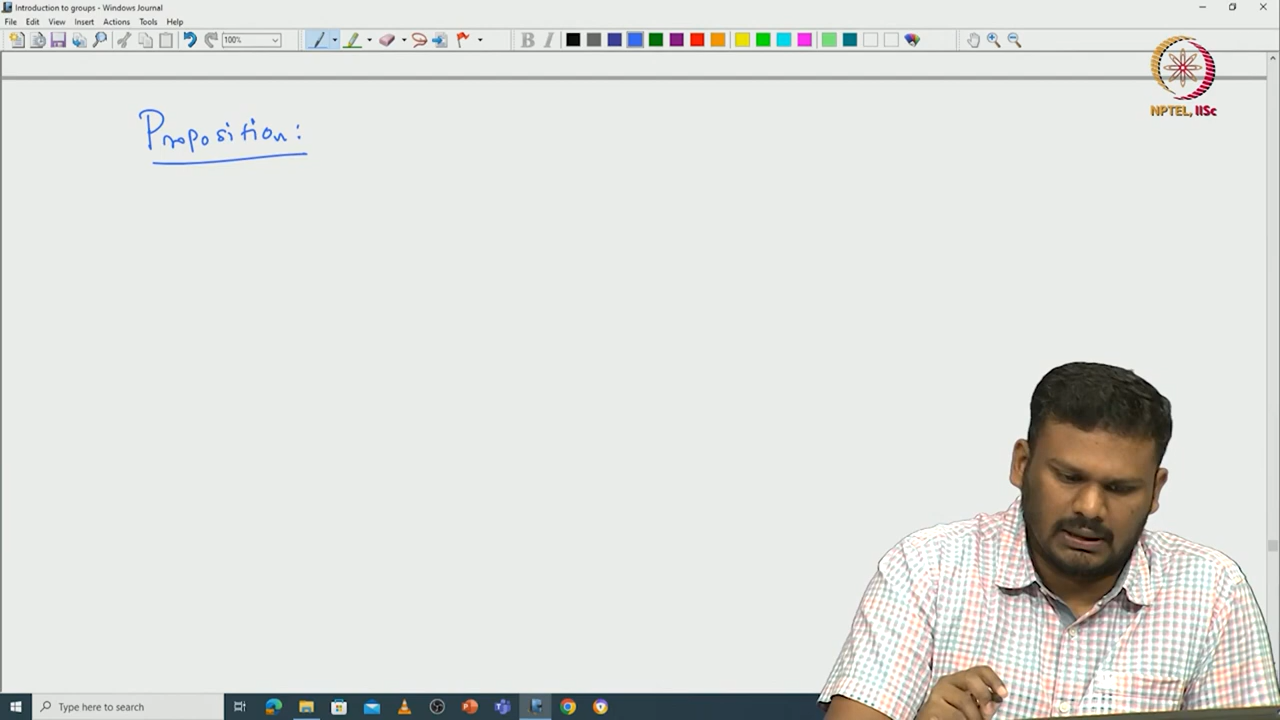 Introduction to groups - Windows Journal
File Edit View Insert Actions Tools Help
100%
B I
NPTEL, IISc
Proposition:
Type here to search